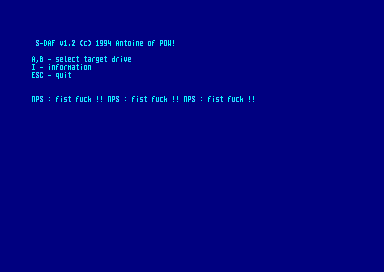 S-DAF v1.2 (c) 1994 Antoine of POW!
A,B - select target drive
I - information
ESC - quit
NPS : fist fuck !! NPS : fist fuck !! NPS : fist fuck !!